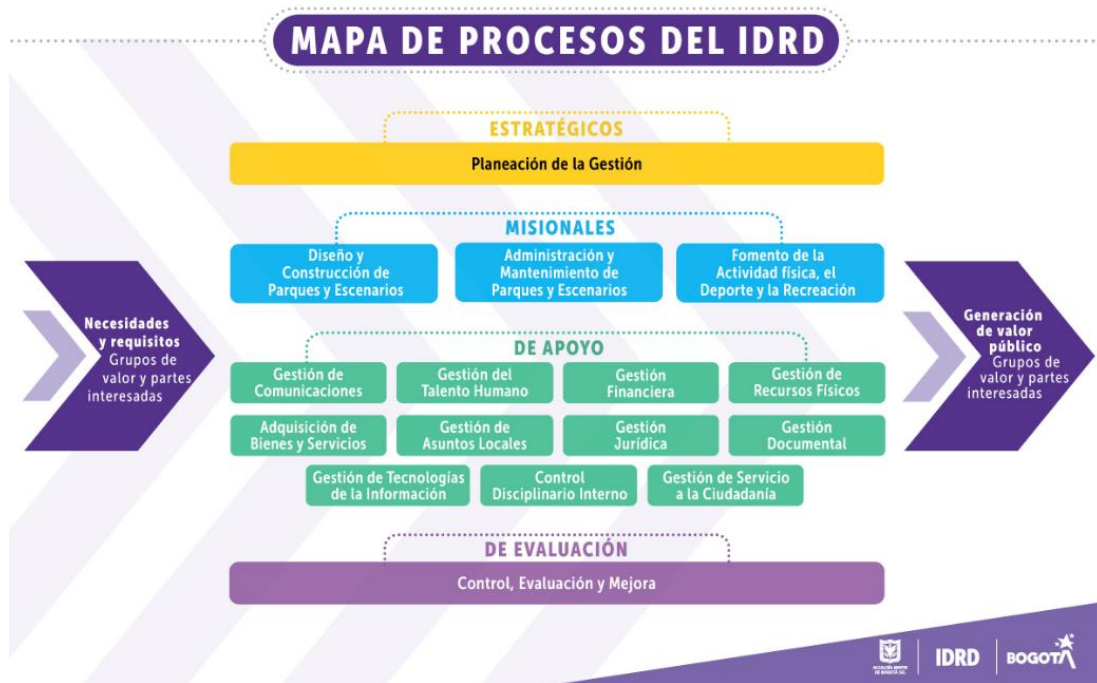 MAPA DE PROCESOS DEL IDRD
ESTRATÉGICOS
Planeación de la Gestión
MISIONALES
Diseño y
Construcción de
Parques y Escenarios
Administración y
Mantenimiento de
Parques y Escenarios
Fomento de la
Actividad física, el
Deporte y la Recreación
Necesidades
y requisitos
Grupos de
valor y partes
interesadas
DE APOYO
Gestión de
Comunicaciones
Gestión del
Talento Humano
Gestión
Financiera
Gestión de
Recursos Físicos
Adquisición de
Bienes y Servicios
Gestión de
Asuntos Locales
Gestión
Jurídica
Gestión
Documental
Gestión de Tecnologías
de la Información
Control
Disciplinario Interno
Gestión de Servicio
a la Ciudadanía
Generación
de valor
público
Grupos de
valor y partes
interesadas
DE EVALUACIÓN
Control, Evaluación y Mejora
ALCALDÍA MAYOR
DE BOGOTÁ D.C.
IDRD
BOGOTÁ